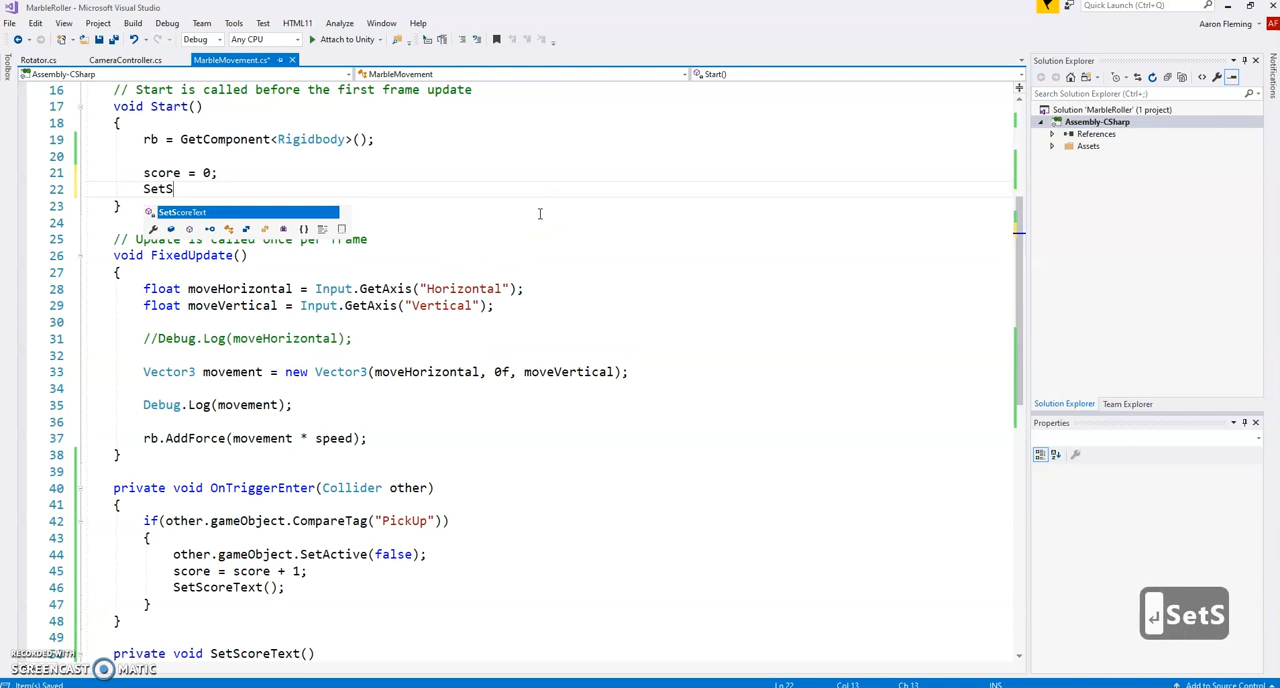 MarbleRoller - Microsoft Visual Studio
Quick Launch (Ctrl+Q)
File Edit View Project Build Debug Team Tools Test HTML11 Analyze Window Help
Aaron Fleming AF
Debug Any CPU Attach to Unity
Toolbox
Rotator.cs CameraController.cs MarbleMovement.cs*
Assembly-CSharp MarbleMovement Start()
16 // Start is called before the first frame update
17 void Start()
18 {
19 rb = GetComponent<Rigidbody>();
20
21 score = 0;
22 SetS
23 }
SetScoreText
24
25 // Update is called once per frame
26 void FixedUpdate()
27 {
28 float moveHorizontal = Input.GetAxis("Horizontal");
29 float moveVertical = Input.GetAxis("Vertical");
30
31 //Debug.Log(moveHorizontal);
32
33 Vector3 movement = new Vector3(moveHorizontal, 0f, moveVertical);
34
35 Debug.Log(movement);
36
37 rb.AddForce(movement * speed);
38 }
39
40 private void OnTriggerEnter(Collider other)
41 {
42 if(other.gameObject.CompareTag("PickUp"))
43 {
44 other.gameObject.SetActive(false);
45 score = score + 1;
46 SetScoreText();
47 }
48 }
49
private void SetScoreText()
Solution Explorer
Search Solution Explorer (Ctrl+;)
Solution 'MarbleRoller' (1 project)
Assembly-CSharp
References
Assets
Solution Explorer Team Explorer
Properties
Notifications
↵SetS
RECORDED WITH
SCREENCAST MATIC
Item(s) Saved Ln 22 Col 13 Ch 13 INS Add to Source Control